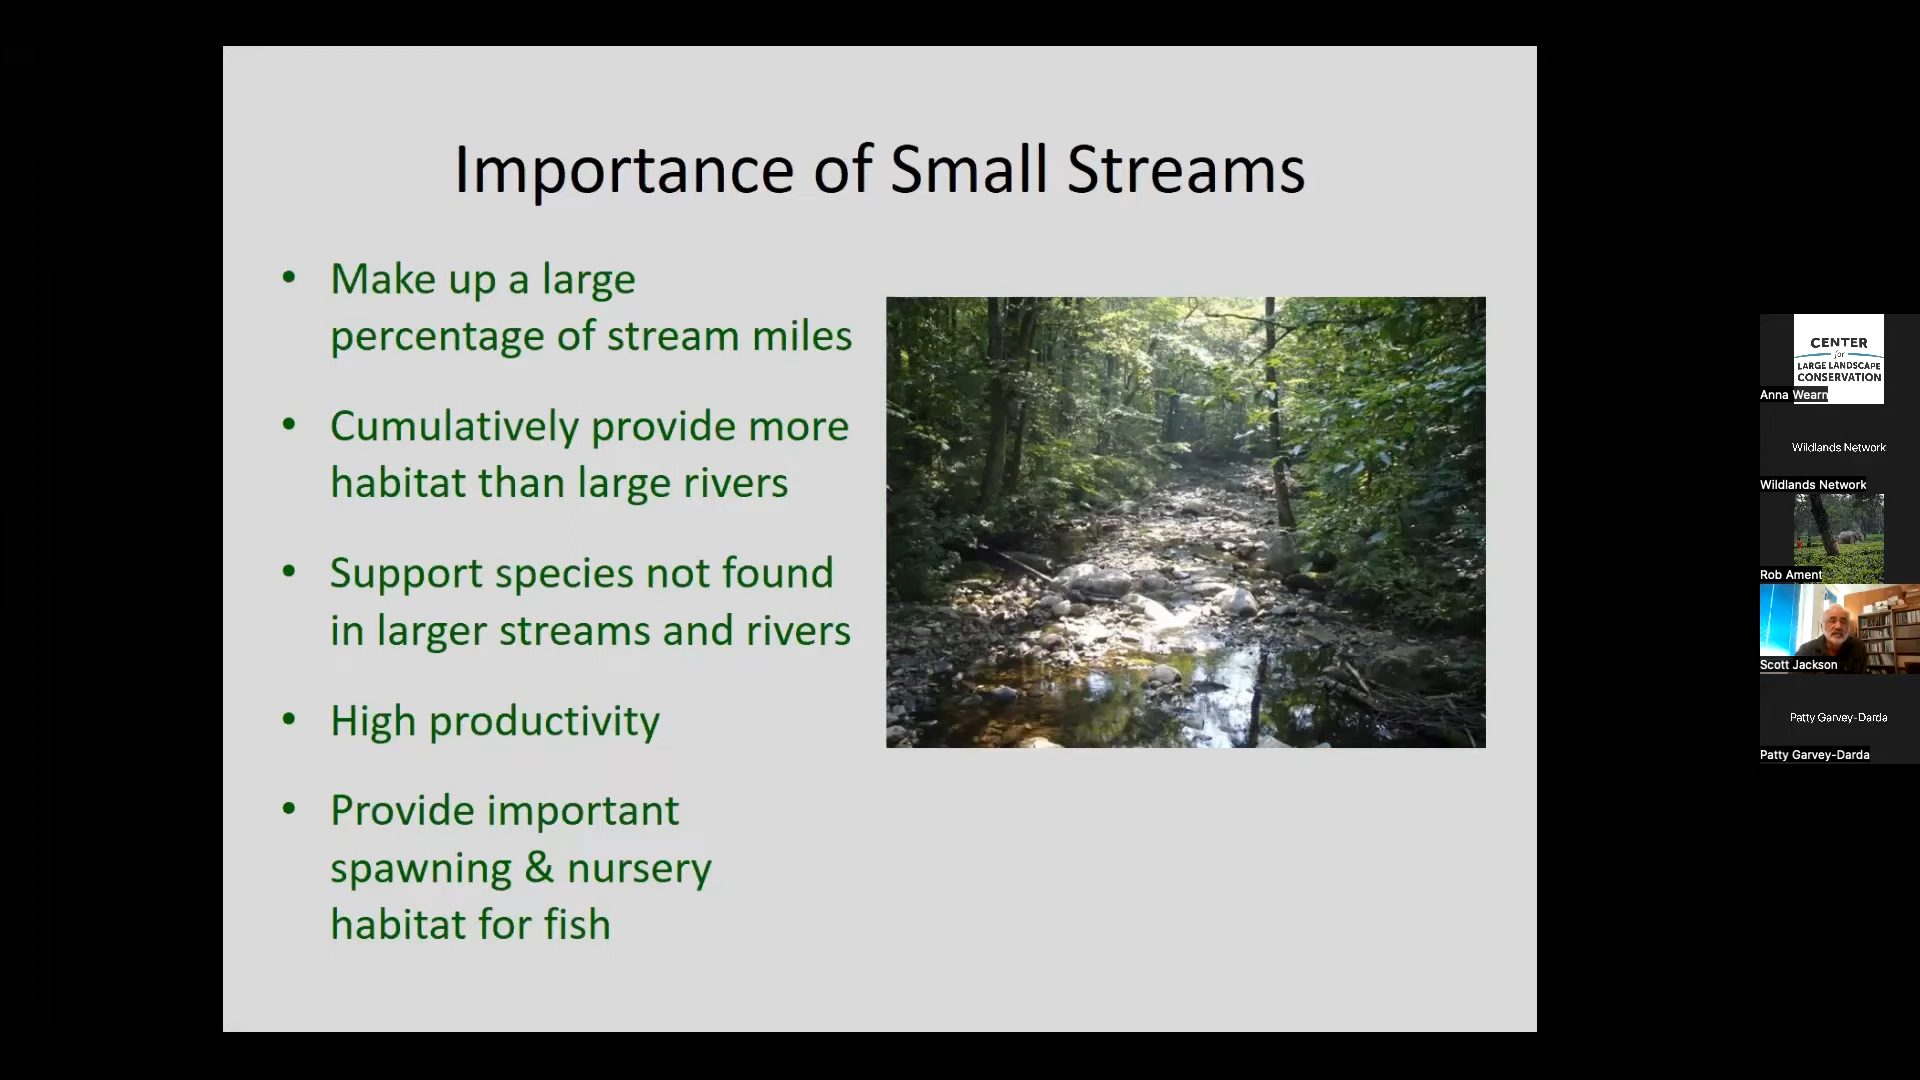 Importance of Small Streams
• Make up a large
percentage of stream miles
• Cumulatively provide more
habitat than large rivers
• Support species not found
in larger streams and rivers
• High productivity
• Provide important
spawning & nursery
habitat for fish
CENTER
for
LARGE LANDSCAPE
CONSERVATION
Anna Wearn
Wildlands Network
Wildlands Network
Rob Ament
Scott Jackson
Patty Garvey-Darda
Patty Garvey-Darda